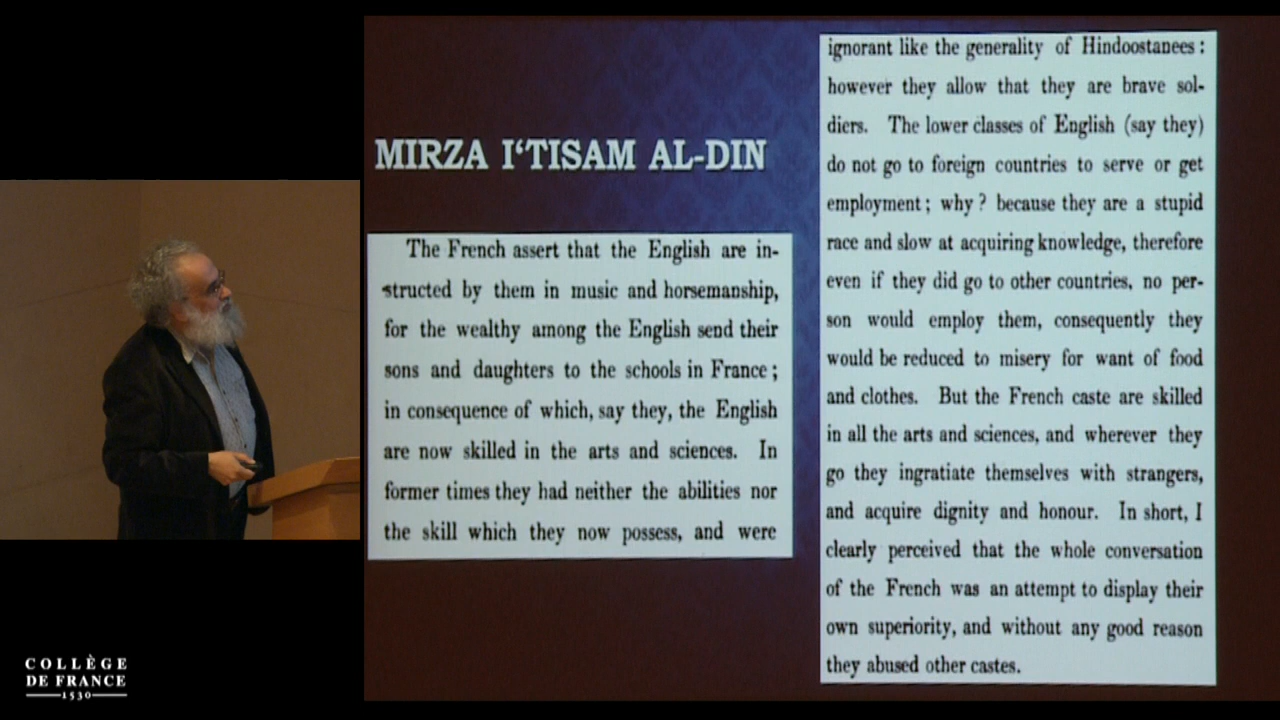 MIRZA I‘TISAM AL-DIN
The French assert that the English are in-
structed by them in music and horsemanship,
for the wealthy among the English send their
sons and daughters to the schools in France;
in consequence of which, say they, the English
are now skilled in the arts and sciences. In
former times they had neither the abilities nor
the skill which they now possess, and were
ignorant like the generality of Hindoostanees:
however they allow that they are brave sol-
diers. The lower classes of English (say they)
do not go to foreign countries to serve or get
employment; why? because they are a stupid
race and slow at acquiring knowledge, therefore
even if they did go to other countries, no per-
son would employ them, consequently they
would be reduced to misery for want of food
and clothes. But the French caste are skilled
in all the arts and sciences, and wherever they
go they ingratiate themselves with strangers,
and acquire dignity and honour. In short, I
clearly perceived that the whole conversation
of the French was an attempt to display their
own superiority, and without any good reason
they abused other castes.
COLLÈGE
DE FRANCE
1530